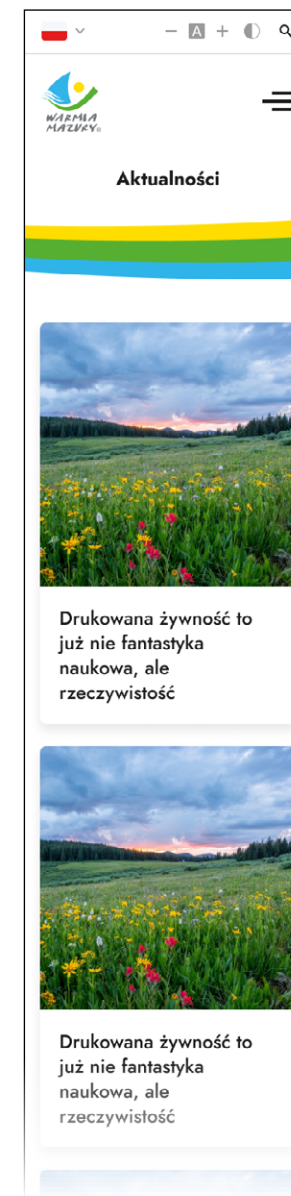 A
WARMIA
MAZURY
Aktualności
Drukowana żywność to
już nie fantastyka
naukowa, ale
rzeczywistość
Drukowana żywność to
już nie fantastyka
naukowa, ale
rzeczywistość